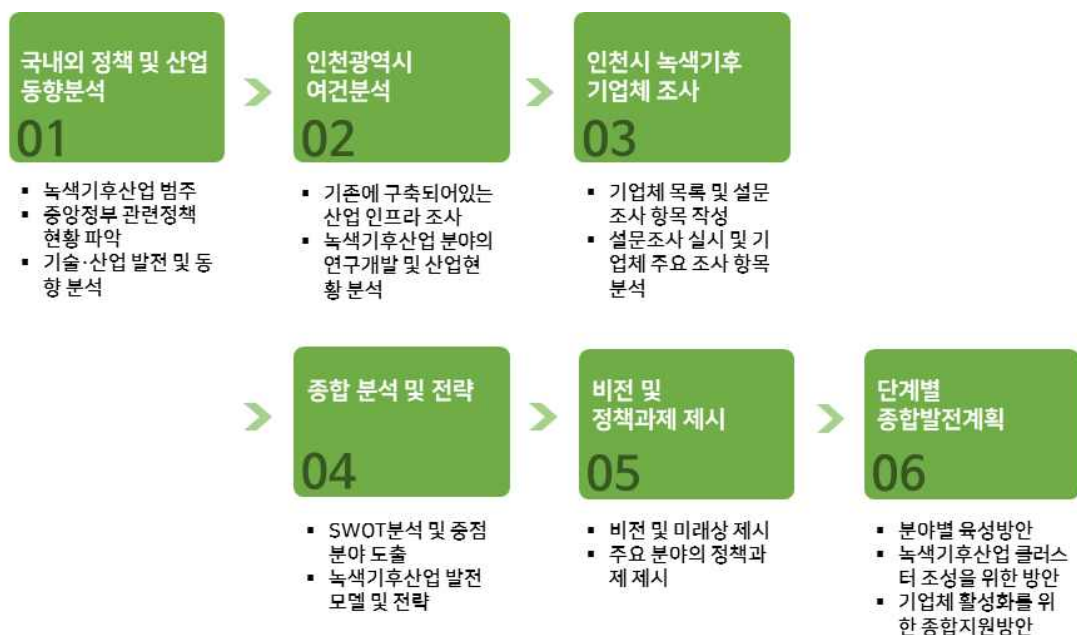 국내외 정책 및 산업
동향분석
01
▪ 녹색기후산업 범주
▪ 중앙정부 관련정책
현황 파악
▪ 기술·산업 발전 및 동
향 분석
인천광역시
여건분석
02
▪ 기존에 구축되어있는
산업 인프라 조사
▪ 녹색기후산업 분야의
연구개발 및 산업현
황 분석
인천시 녹색기후
기업체 조사
03
▪ 기업체 목록 및 설문
조사 항목 작성
▪ 설문조사 실시 및 기
업체 주요 조사 항목
분석
종합 분석 및 전략
04
▪ SWOT분석 및 중점
분야 도출
▪ 녹색기후산업 발전
모델 및 전략
비전 및
정책과제 제시
05
▪ 비전 및 미래상 제시
▪ 주요 분야의 정책과
제 제시
단계별
종합발전계획
06
▪ 분야별 육성방안
▪ 녹색기후산업 클러스
터 조성을 위한 방안
▪ 기업체 활성화를 위
한 종합지원방안